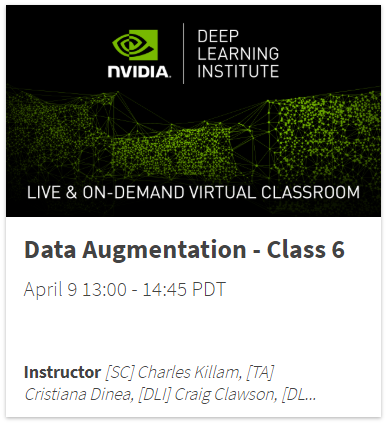 DEEP
LEARNING
INSTITUTE
NVIDIA.
LIVE & ON-DEMAND VIRTUAL CLASSROOM
Data Augmentation - Class 6
April 9 13:00 - 14:45 PDT
Instructor [SC] Charles Killam, [TA]
Cristiana Dinea, [DLI] Craig Clawson, [DL...